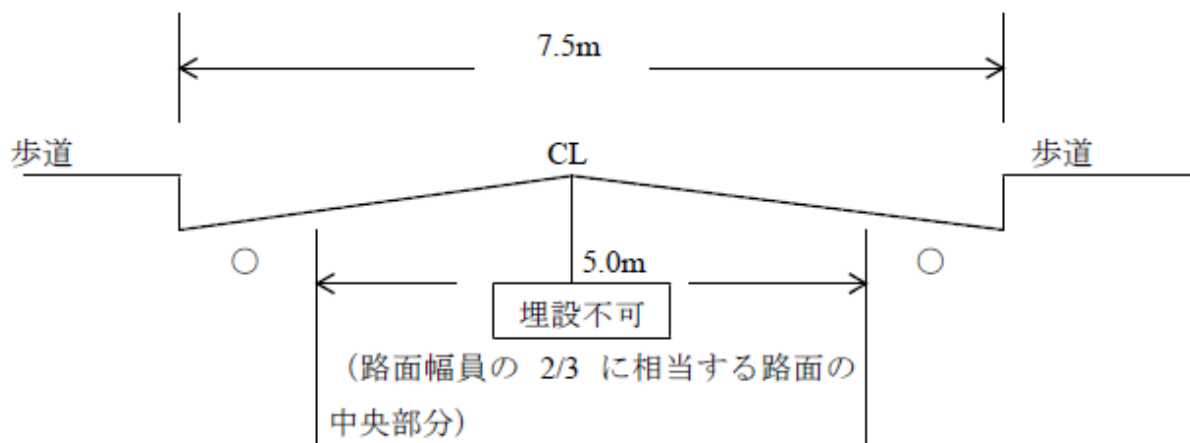 7.5m
歩道
CL
歩道
5.0m
埋設不可
（路面幅員の 2/3 に相当する路面の
中央部分）